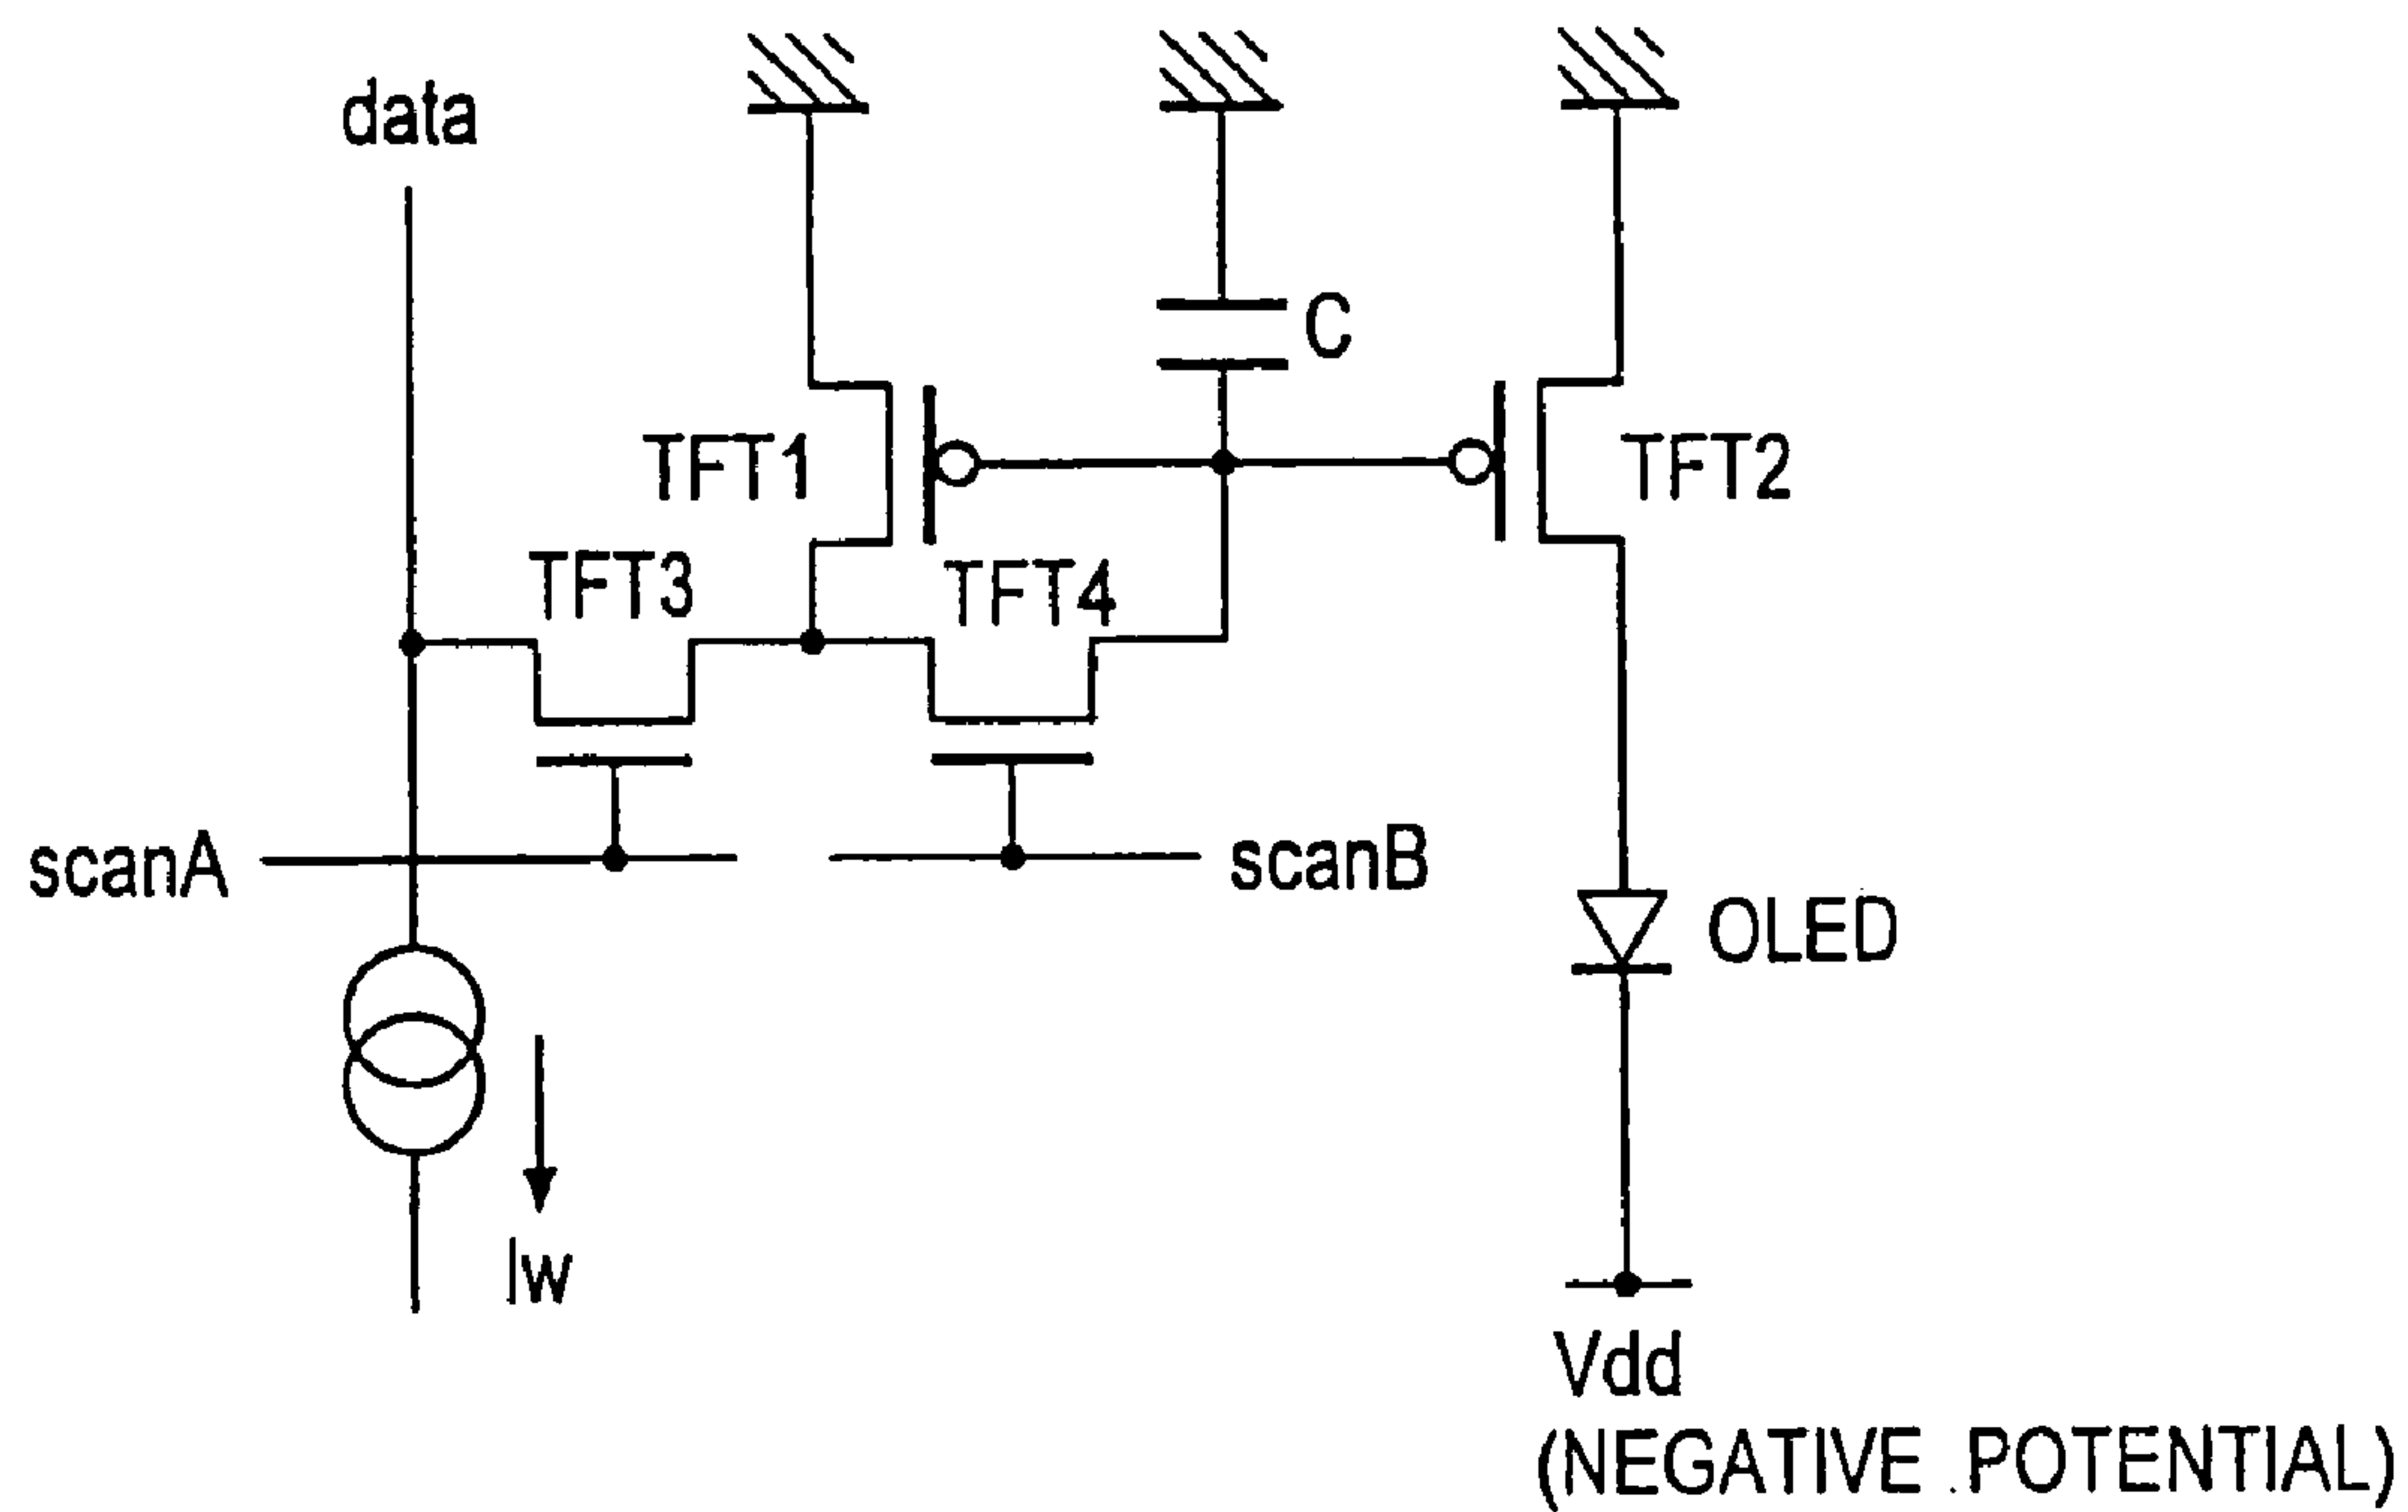 data
C
TFT1
TFT2
TFT3
TFT4
scanA
scanB
OLED
Iw
Vdd
(NEGATIVE POTENTIAL)